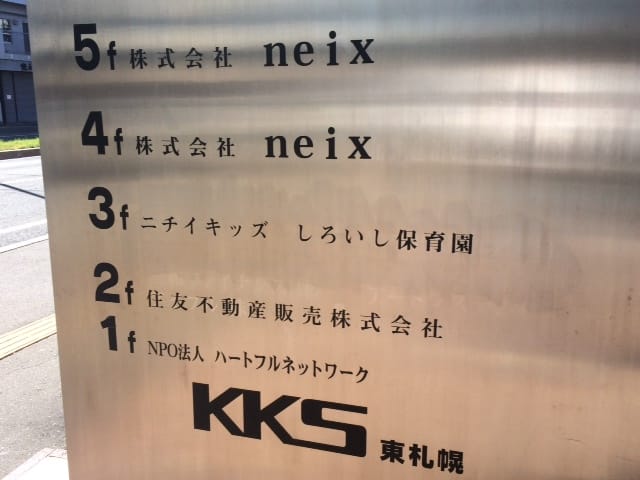 5f 株式会社 neix
4f 株式会社 neix
3f ニチイキッズ しろいし保育園
2f 住友不動産販売株式会社
1f NPO法人 ハートフルネットワーク
KKS 東札幌